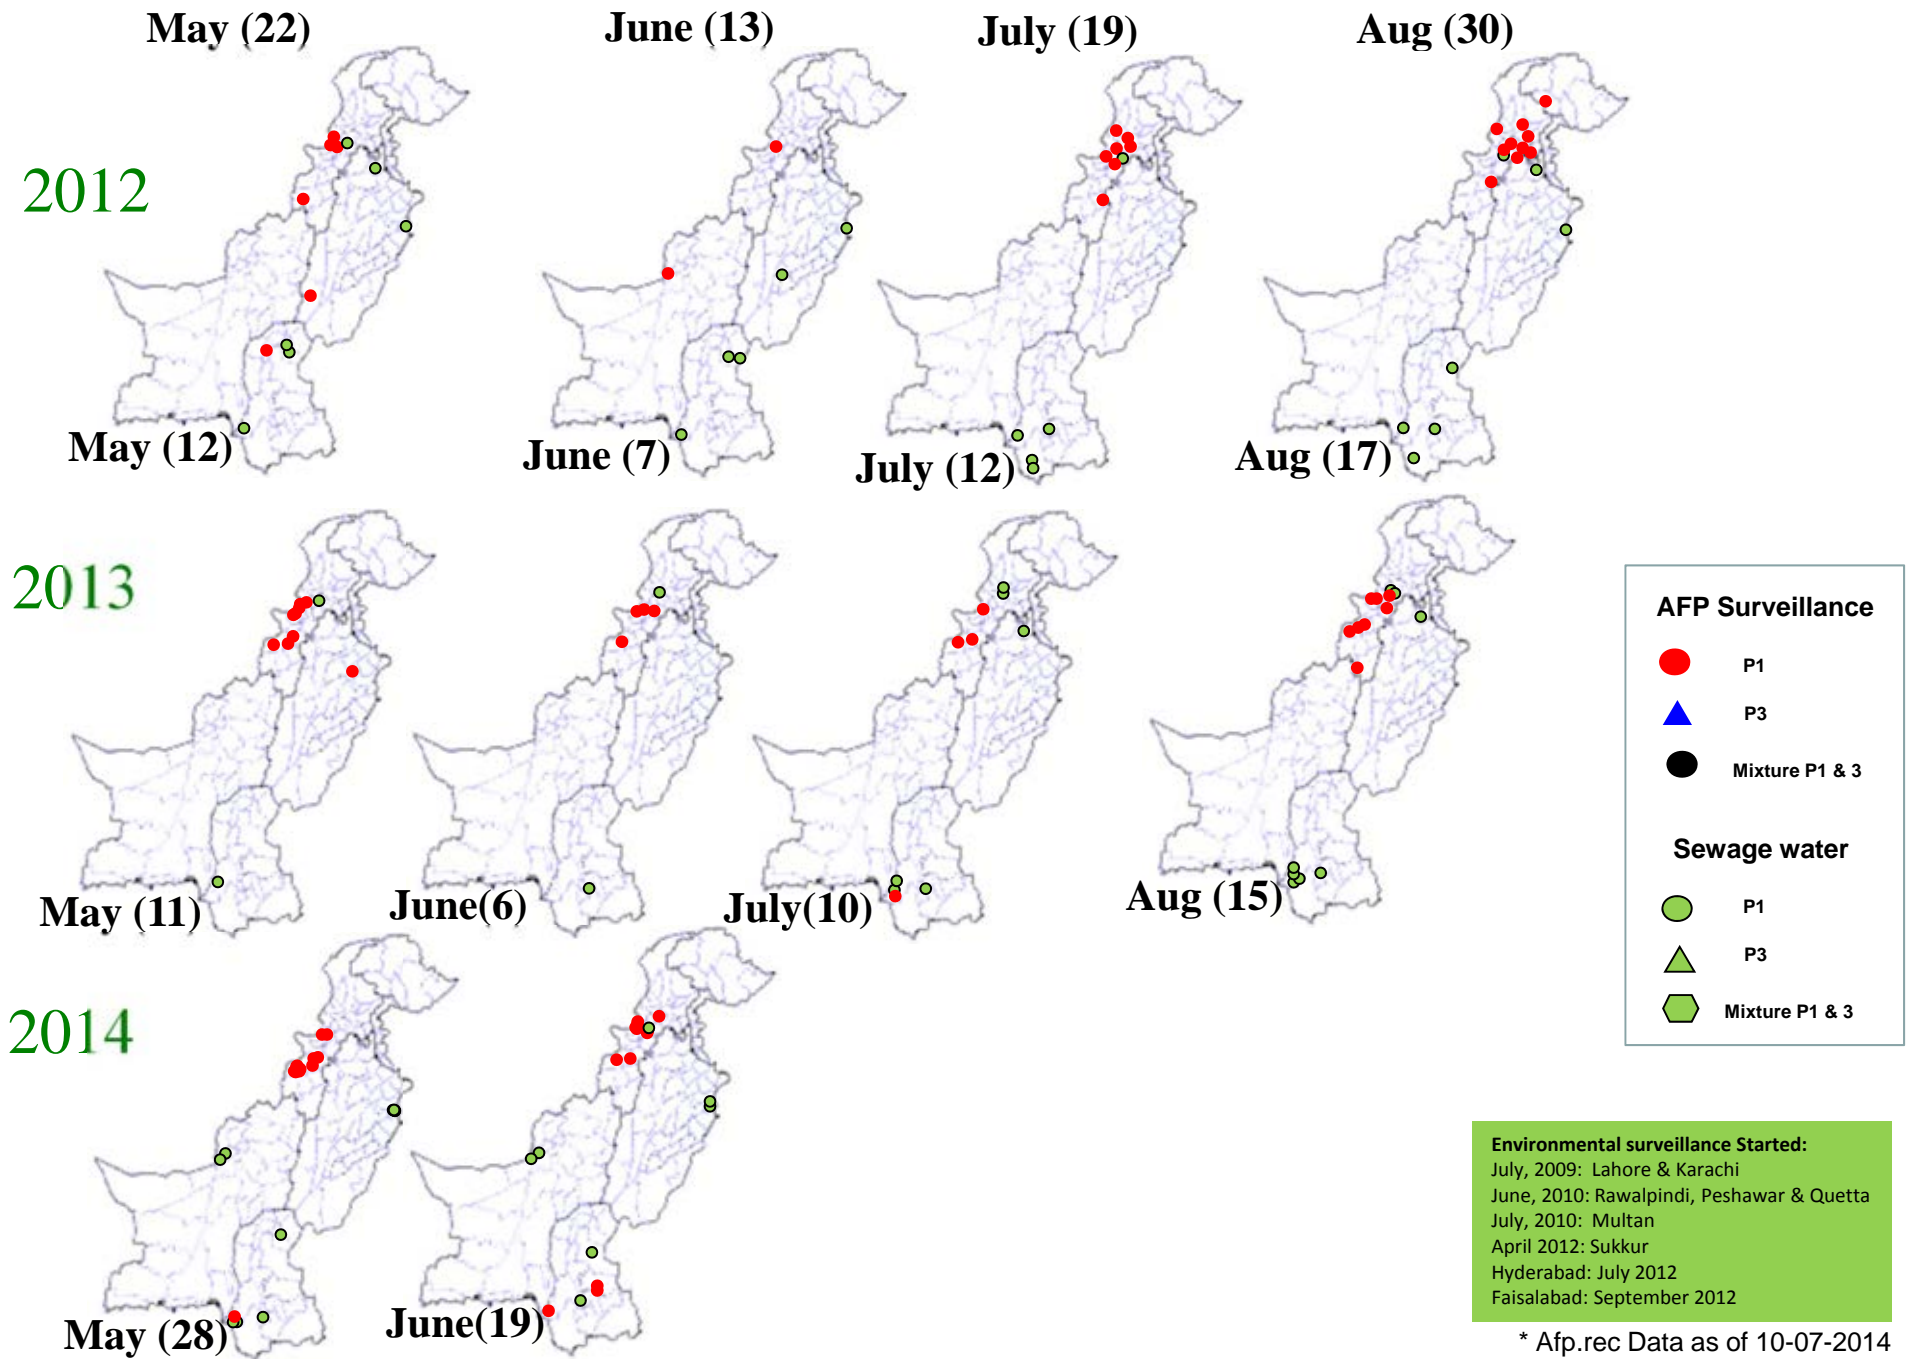 May (22)
June (13)
July (19)
Aug (30)
2012
May (12)
June (7)
July (12)
Aug (17)
2013
May (11)
June(6)
July(10)
Aug (15)
2014
May (28)
June(19)
AFP Surveillance
P1
P3
Mixture P1 & 3
Sewage water
P1
P3
Mixture P1 & 3
Environmental surveillance Started:
July, 2009: Lahore & Karachi
June, 2010: Rawalpindi, Peshawar & Quetta
July, 2010: Multan
April 2012: Sukkur
Hyderabad: July 2012
Faisalabad: September 2012
* Afp.rec Data as of 10-07-2014